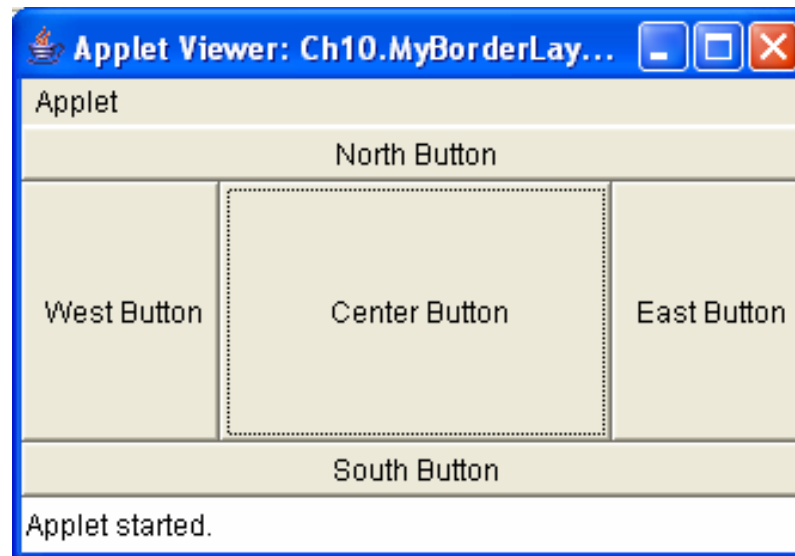 Applet Viewer: Ch10.MyBorderLay...
Applet
North Button
West Button Center Button East Button
South Button
Applet started.